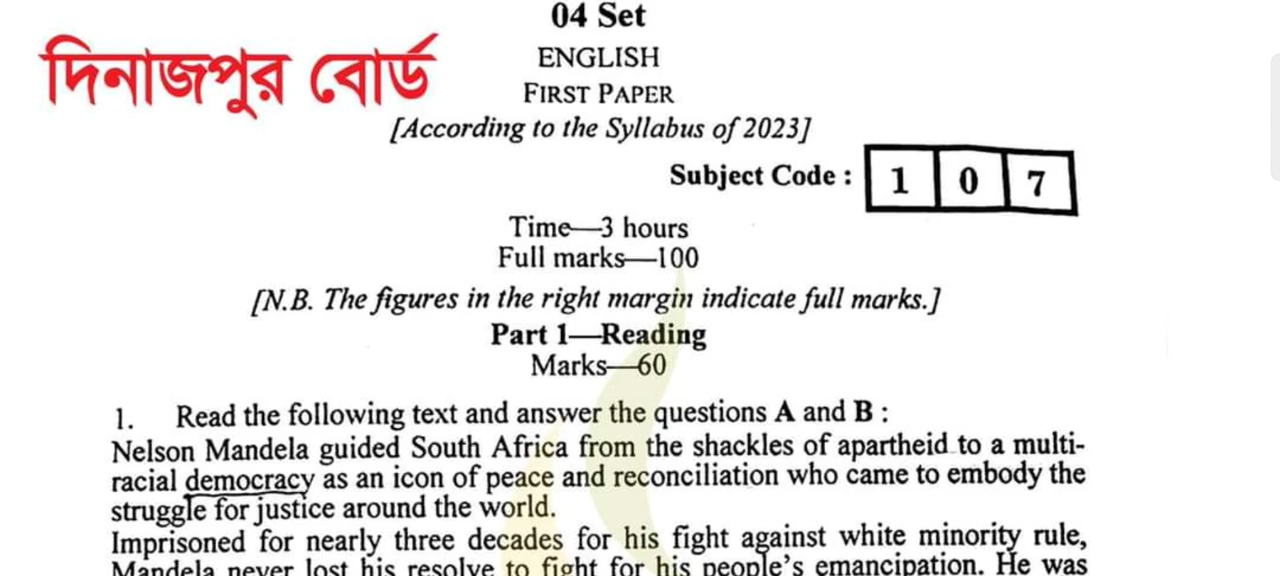 04 Set
দিনাজপুর বোর্ড
ENGLISH
FIRST PAPER
[According to the Syllabus of 2023]
Subject Code : 1 0 7
Time—3 hours
Full marks—100
[N.B. The figures in the right margin indicate full marks.]
Part 1—Reading
Marks—60
1. Read the following text and answer the questions A and B :
Nelson Mandela guided South Africa from the shackles of apartheid to a multi-
racial democracy as an icon of peace and reconciliation who came to embody the
struggle for justice around the world.
Imprisoned for nearly three decades for his fight against white minority rule,
Mandela never lost his resolve to fight for his people's emancipation. He was